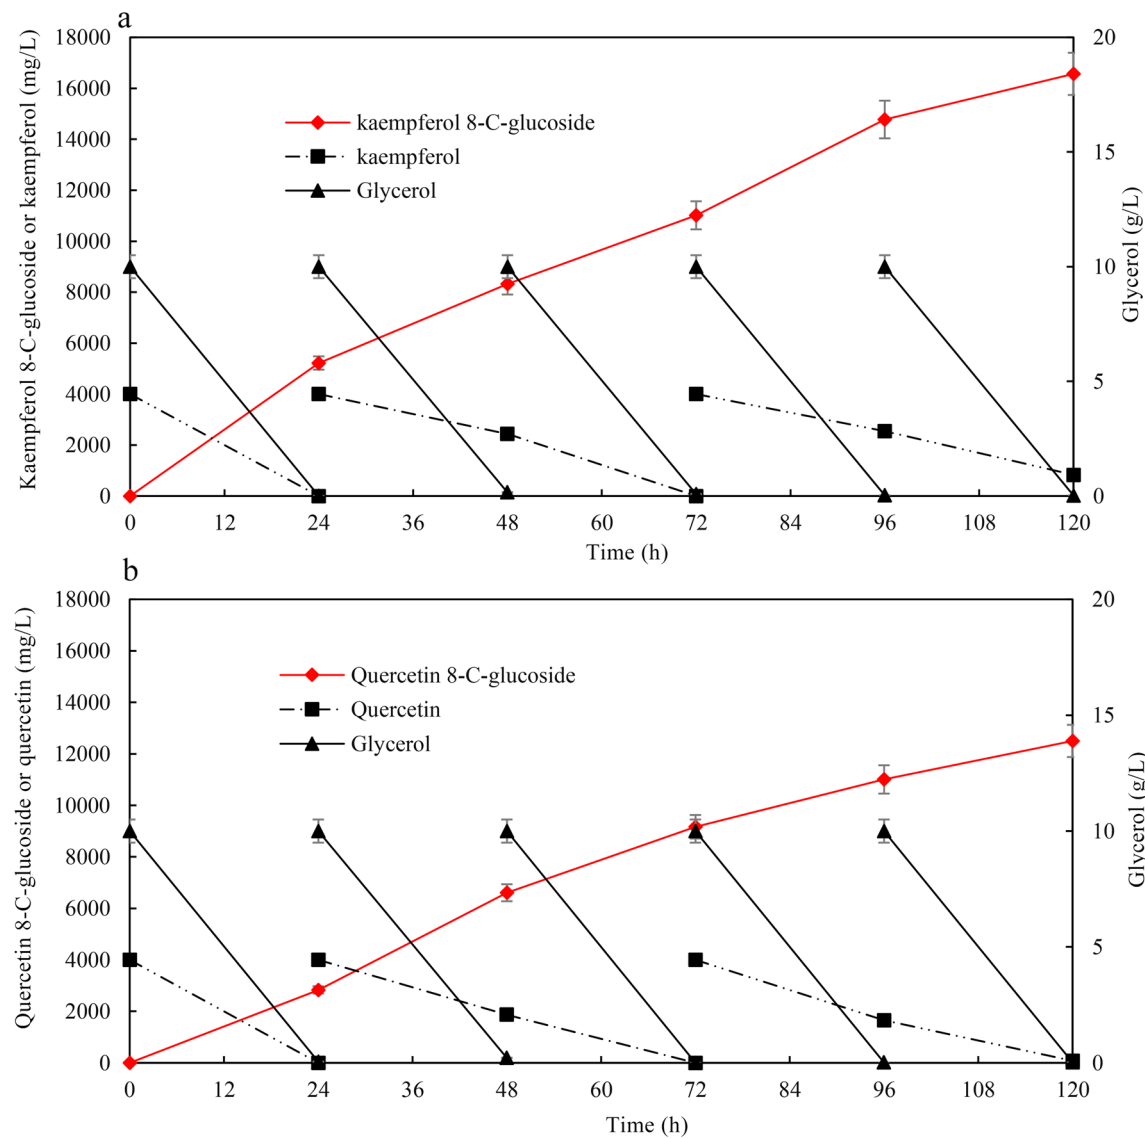 a
Kaempferol 8-C-glucoside or kaempferol (mg/L)
18000
16000
14000
12000
10000
8000
6000
4000
2000
0
kaempferol 8-C-glucoside
kaempferol
Glycerol
20
15
10
5
0
Glycerol (g/L)
0 12 24 36 48 60 72 84 96 108 120
Time (h)
b
Quercetin 8-C-glucoside or quercetin (mg/L)
18000
16000
14000
12000
10000
8000
6000
4000
2000
0
Quercetin 8-C-glucoside
Quercetin
Glycerol
20
15
10
5
0
Glycerol (g/L)
0 12 24 36 48 60 72 84 96 108 120
Time (h)